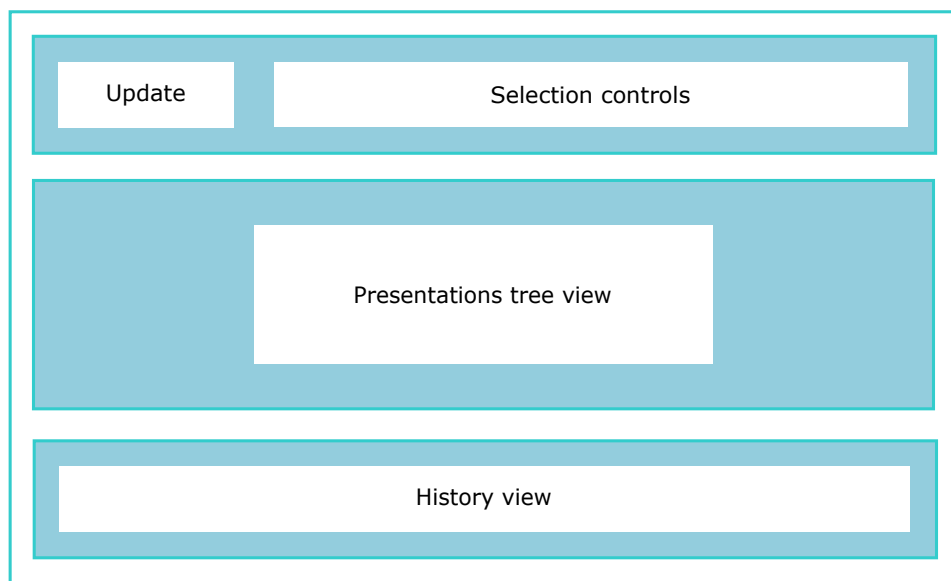 Update
Selection controls
Presentations tree view
History view